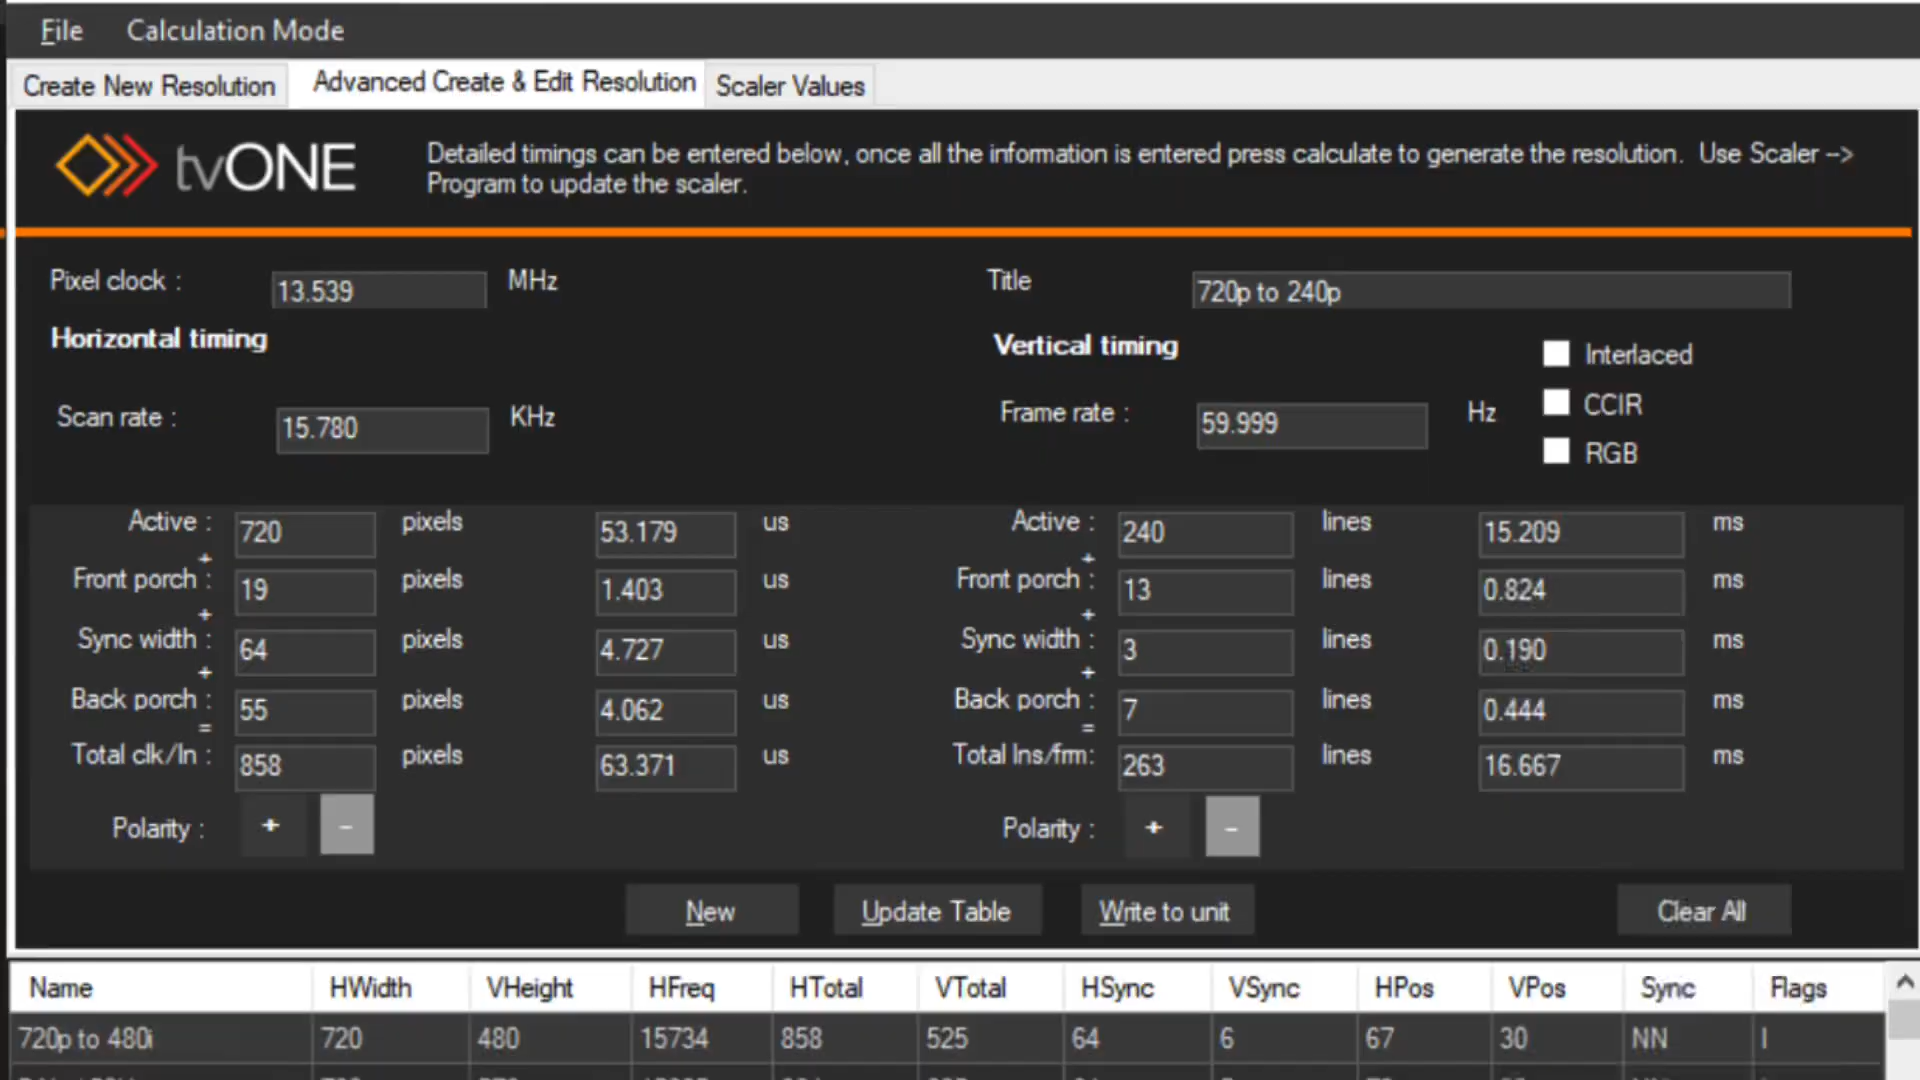 File Calculation Mode
Create New Resolution Advanced Create & Edit Resolution Scaler Values
tvONE
Detailed timings can be entered below, once all the information is entered press calculate to generate the resolution. Use Scaler -->
Program to update the scaler.
Pixel clock : 13.539 MHz Title 720p to 240p
Horizontal timing Vertical timing Interlaced
Scan rate : 15.780 KHz Frame rate : 59.999 Hz CCIR
RGB
Active : 720 pixels 53.179 us Active : 240 lines 15.209 ms
+ +
Front porch : 19 pixels 1.403 us Front porch : 13 lines 0.824 ms
+ +
Sync width : 64 pixels 4.727 us Sync width : 3 lines 0.190 ms
+ +
Back porch : 55 pixels 4.062 us Back porch : 7 lines 0.444 ms
= =
Total clk/ln : 858 pixels 63.371 us Total lns/frm: 263 lines 16.667 ms
Polarity : + - Polarity : + -
New Update Table Write to unit Clear All
Name HWidth VHeight HFreq HTotal VTotal HSync VSync HPos VPos Sync Flags
720p to 480i 720 480 15734 858 525 64 6 67 30 NN I